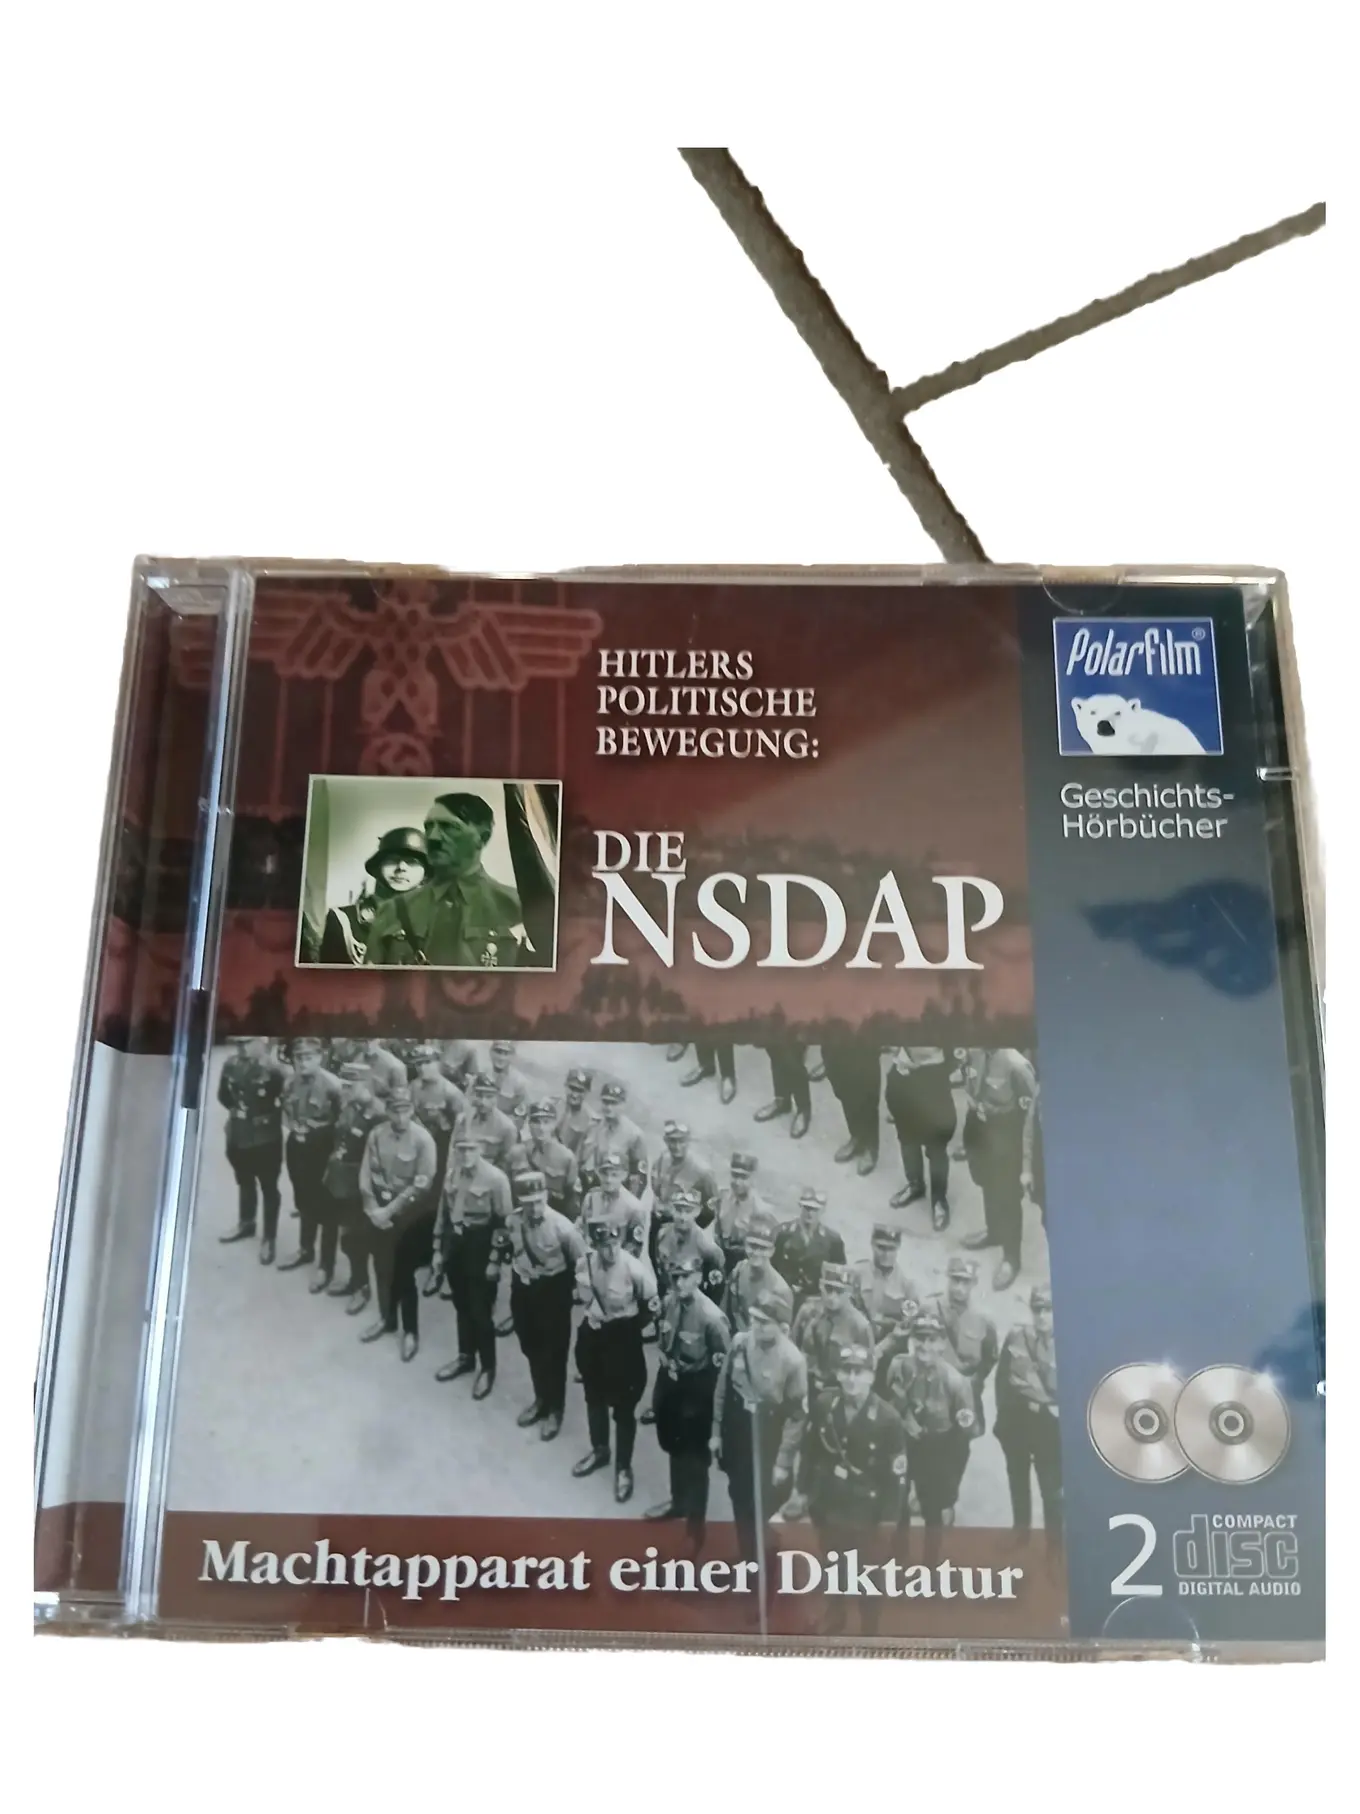 HITLERS
POLITISCHE
BEWEGUNG:
DIE
NSDAP
Polarfilm®
Geschichts-
Hörbücher
Machtapparat einer Diktatur
2
COMPACT
disc
DIGITAL AUDIO